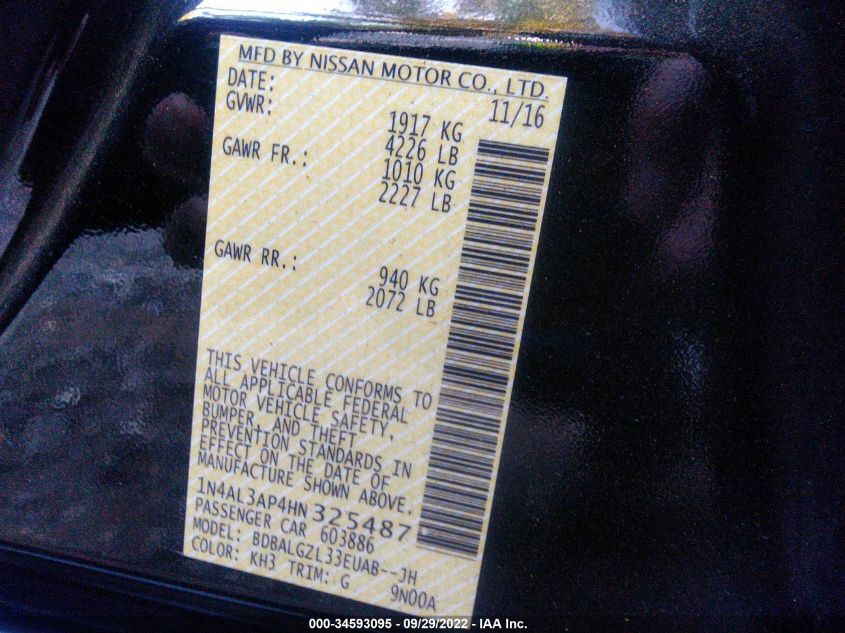 MFD BY NISSAN MOTOR CO., LTD.
DATE: 11/16
GVWR: 1917 KG
4226 LB
GAWR FR.: 1010 KG
2227 LB
GAWR RR.: 940 KG
2072 LB
THIS VEHICLE CONFORMS TO
ALL APPLICABLE FEDERAL
MOTOR VEHICLE SAFETY,
BUMPER, AND THEFT
PREVENTION STANDARDS IN
EFFECT ON THE DATE OF
MANUFACTURE SHOWN ABOVE.
1N4AL3AP4HN325487
PASSENGER CAR 603886
MODEL: BDBALGZL33EUAB--JH
COLOR: KH3 TRIM: G 9N00A
000-34593095 - 09/29/2022 - IAA Inc.